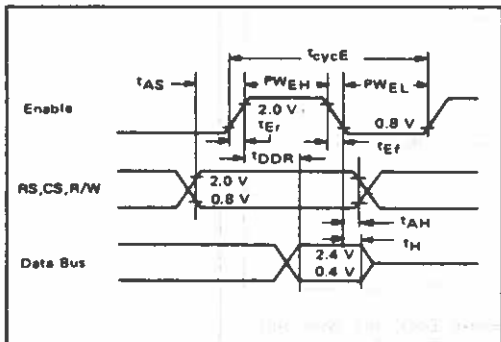 tcycE
tAS
PWEH
PWEL
Enable
2.0 V
0.8 V
tEr
tEf
tDDR
RS,CS,R/W
2.0 V
0.8 V
tAH
tH
Data Bus
2.4 V
0.4 V